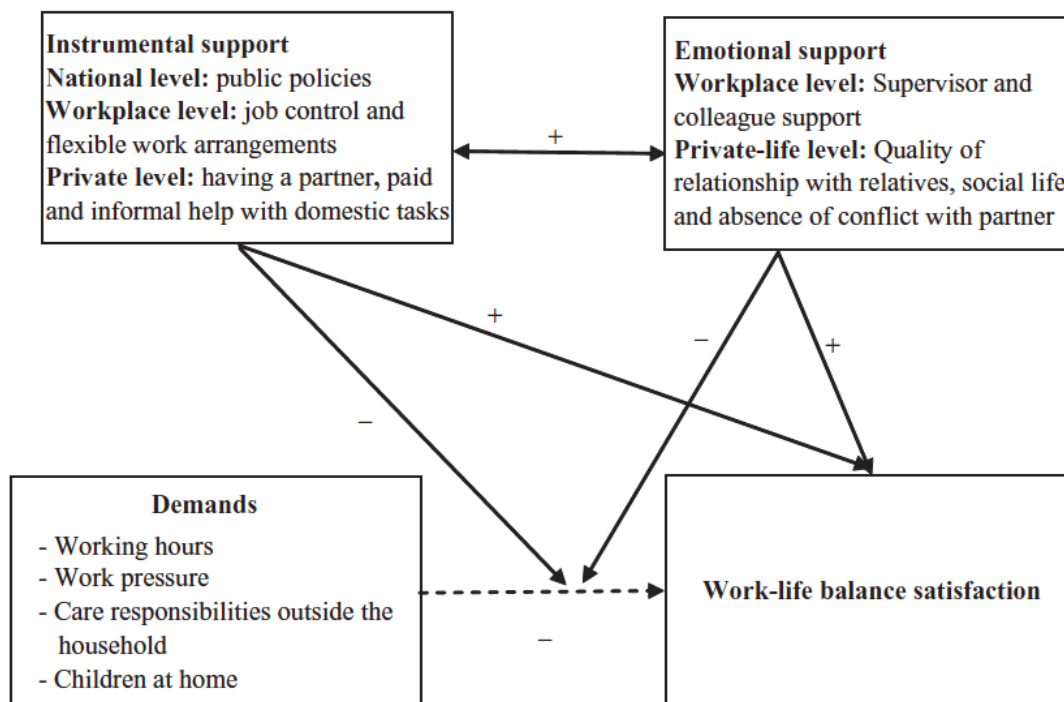 Instrumental support
National level: public policies
Workplace level: job control and
flexible work arrangements
Private level: having a partner, paid
and informal help with domestic tasks
Emotional support
Workplace level: Supervisor and
colleague support
Private-life level: Quality of
relationship with relatives, social life
and absence of conflict with partner
+
+
−
+
−
Demands
- Working hours
- Work pressure
- Care responsibilities outside the
household
- Children at home
−
Work-life balance satisfaction